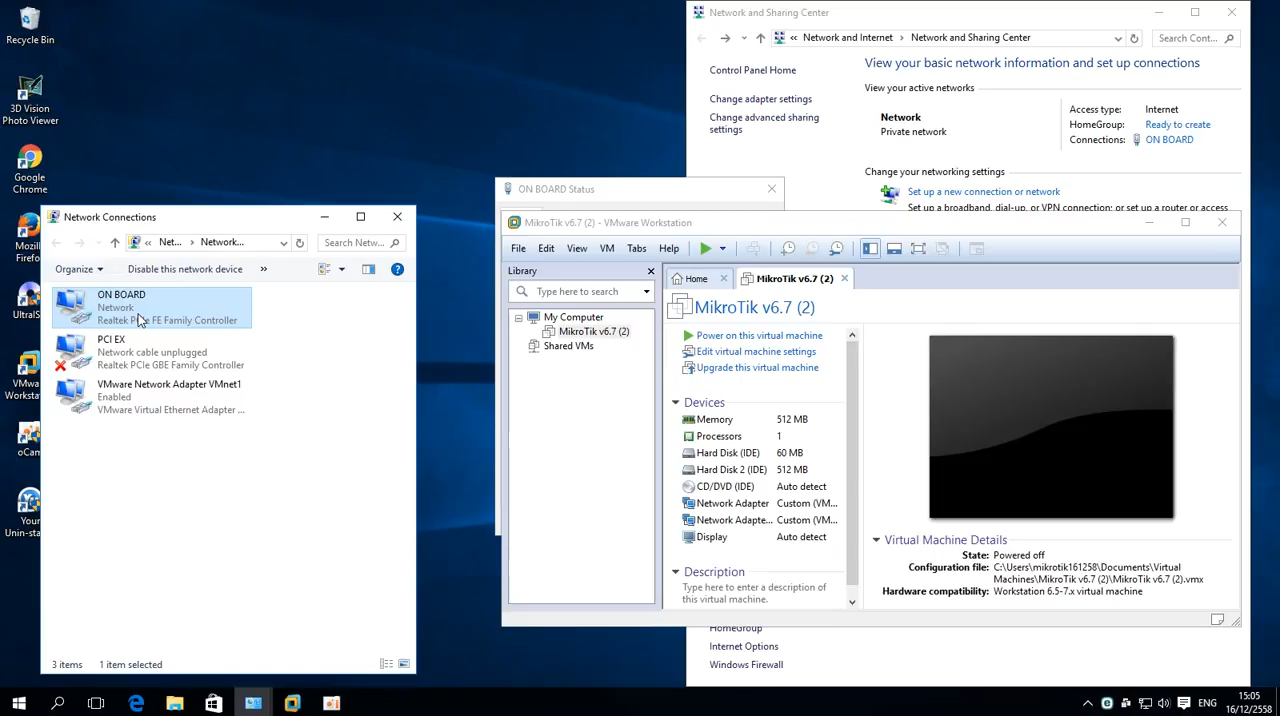 Recycle Bin
3D Vision
Photo Viewer
Google
Chrome
Mozil
Firefo
UltraIS
VMwa
Worksta
oCam
Your
Unin-sta
Network and Sharing Center
« Network and Internet › Network and Sharing Center
Search Cont...
Control Panel Home
Change adapter settings
Change advanced sharing
settings
View your basic network information and set up connections
View your active networks
Network
Private network
Access type: Internet
HomeGroup: Ready to create
Connections: ON BOARD
Change your networking settings
Set up a new connection or network
Set up a broadband, dial-up, or VPN connection; or set up a router or access
HomeGroup
Internet Options
Windows Firewall
ON BOARD Status
Network Connections
« Net... › Network...
Search Netw...
Organize
Disable this network device
»
ON BOARD
Network
Realtek FE Family Controller
PCI EX
Network cable unplugged
Realtek PCIe GBE Family Controller
VMware Network Adapter VMnet1
Enabled
VMware Virtual Ethernet Adapter ...
3 items
1 item selected
MikroTik v6.7 (2) - VMware Workstation
File Edit View VM Tabs Help
Library
Type here to search
My Computer
MikroTik v6.7 (2)
Shared VMs
Home
MikroTik v6.7 (2)
MikroTik v6.7 (2)
Power on this virtual machine
Edit virtual machine settings
Upgrade this virtual machine
Devices
Memory 512 MB
Processors 1
Hard Disk (IDE) 60 MB
Hard Disk 2 (IDE) 512 MB
CD/DVD (IDE) Auto detect
Network Adapter Custom (VM...
Network Adapte... Custom (VM...
Display Auto detect
Description
Type here to enter a description of
this virtual machine.
Virtual Machine Details
State: Powered off
Configuration file: C:\Users\mikrotik161258\Documents\Virtual
Machines\MikroTik v6.7 (2)\MikroTik v6.7 (2).vmx
Hardware compatibility: Workstation 6.5-7.x virtual machine
ENG
15:05
16/12/2558